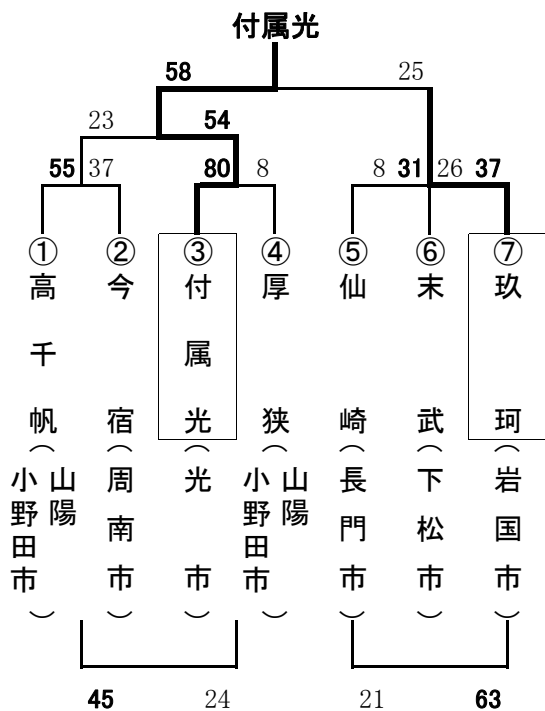 付属光
58 25
23 54
55 37 80 8 8 31 26 37
① ② ③ ④ ⑤ ⑥ ⑦
高千帆（山陽小野田市）
今宿（周南市）
付属光（光市）
厚狭（山陽小野田市）
仙崎（長門市）
末武（下松市）
玖珂（岩国市）
45 24 21 63